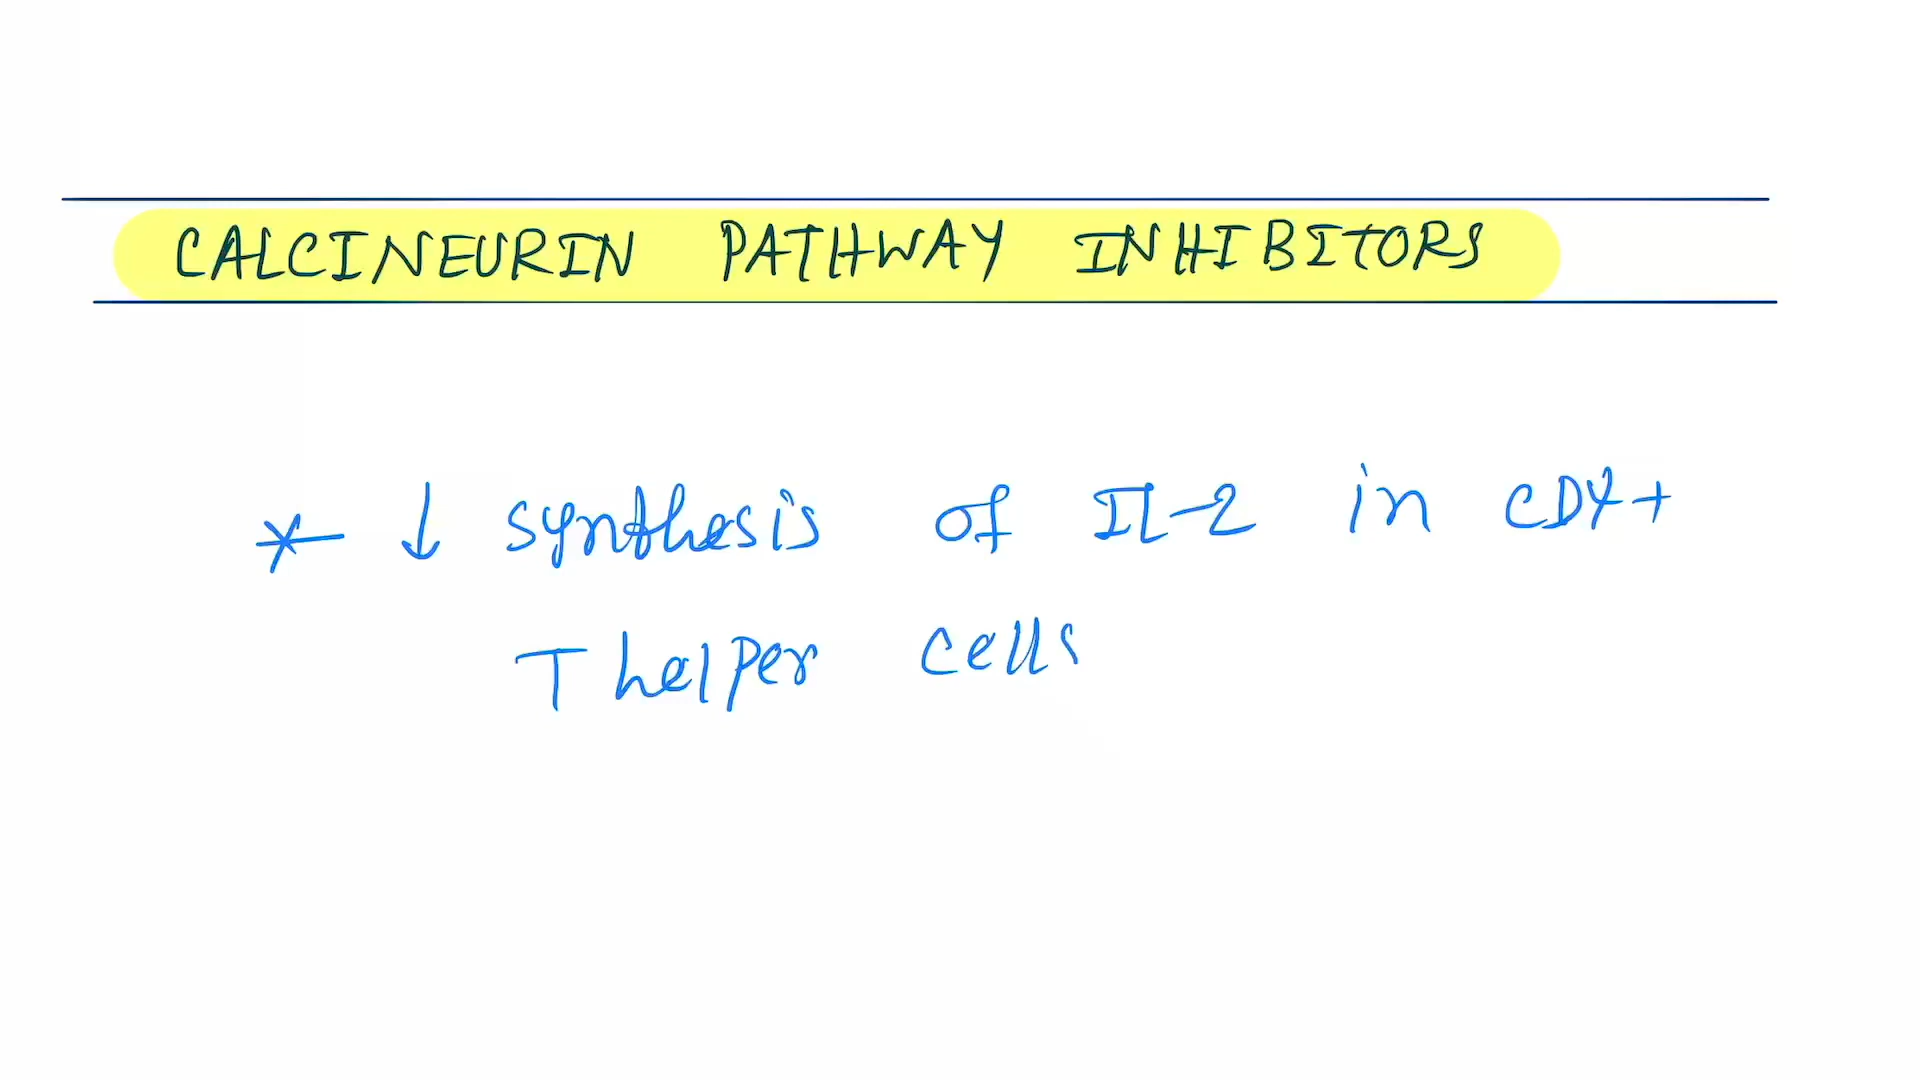 CALCINEURIN PATHWAY INHIBITORS
* ↓ synthesis of IL-2 in CD4+
T helper cells